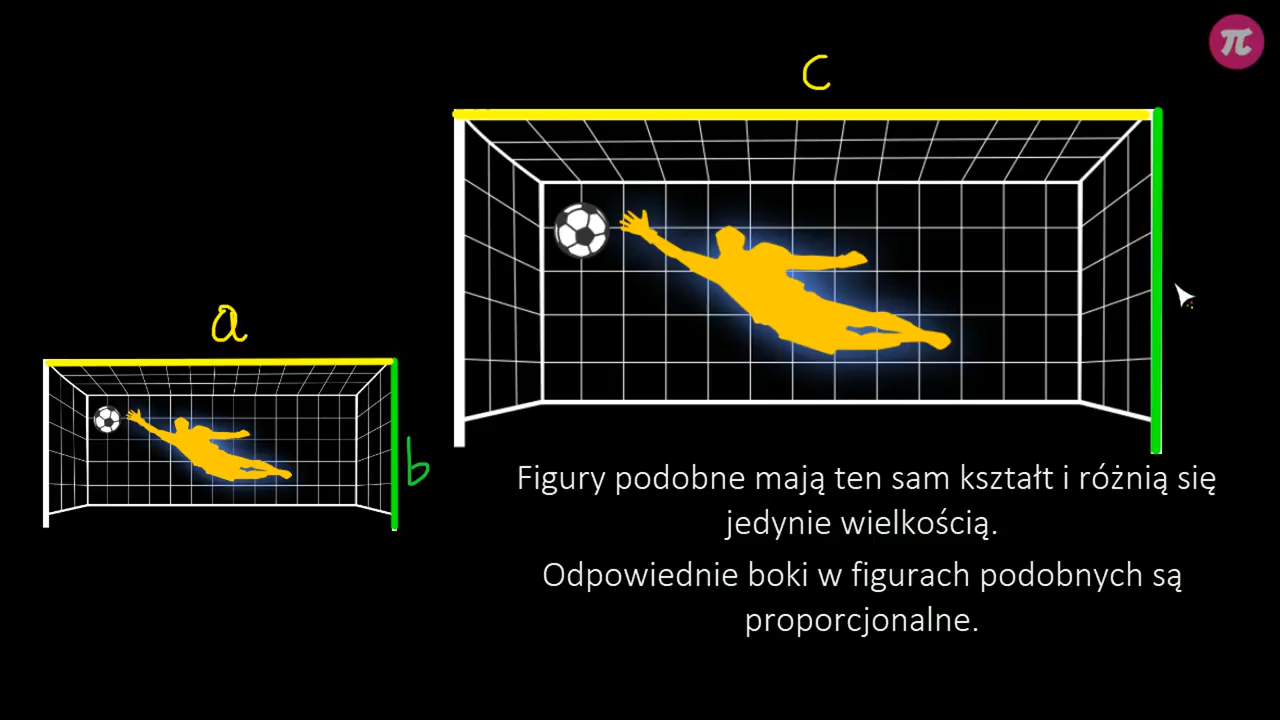 π
C
a
b
Figury podobne mają ten sam kształt i różnią się
jedynie wielkością.
Odpowiednie boki w figurach podobnych są
proporcjonalne.